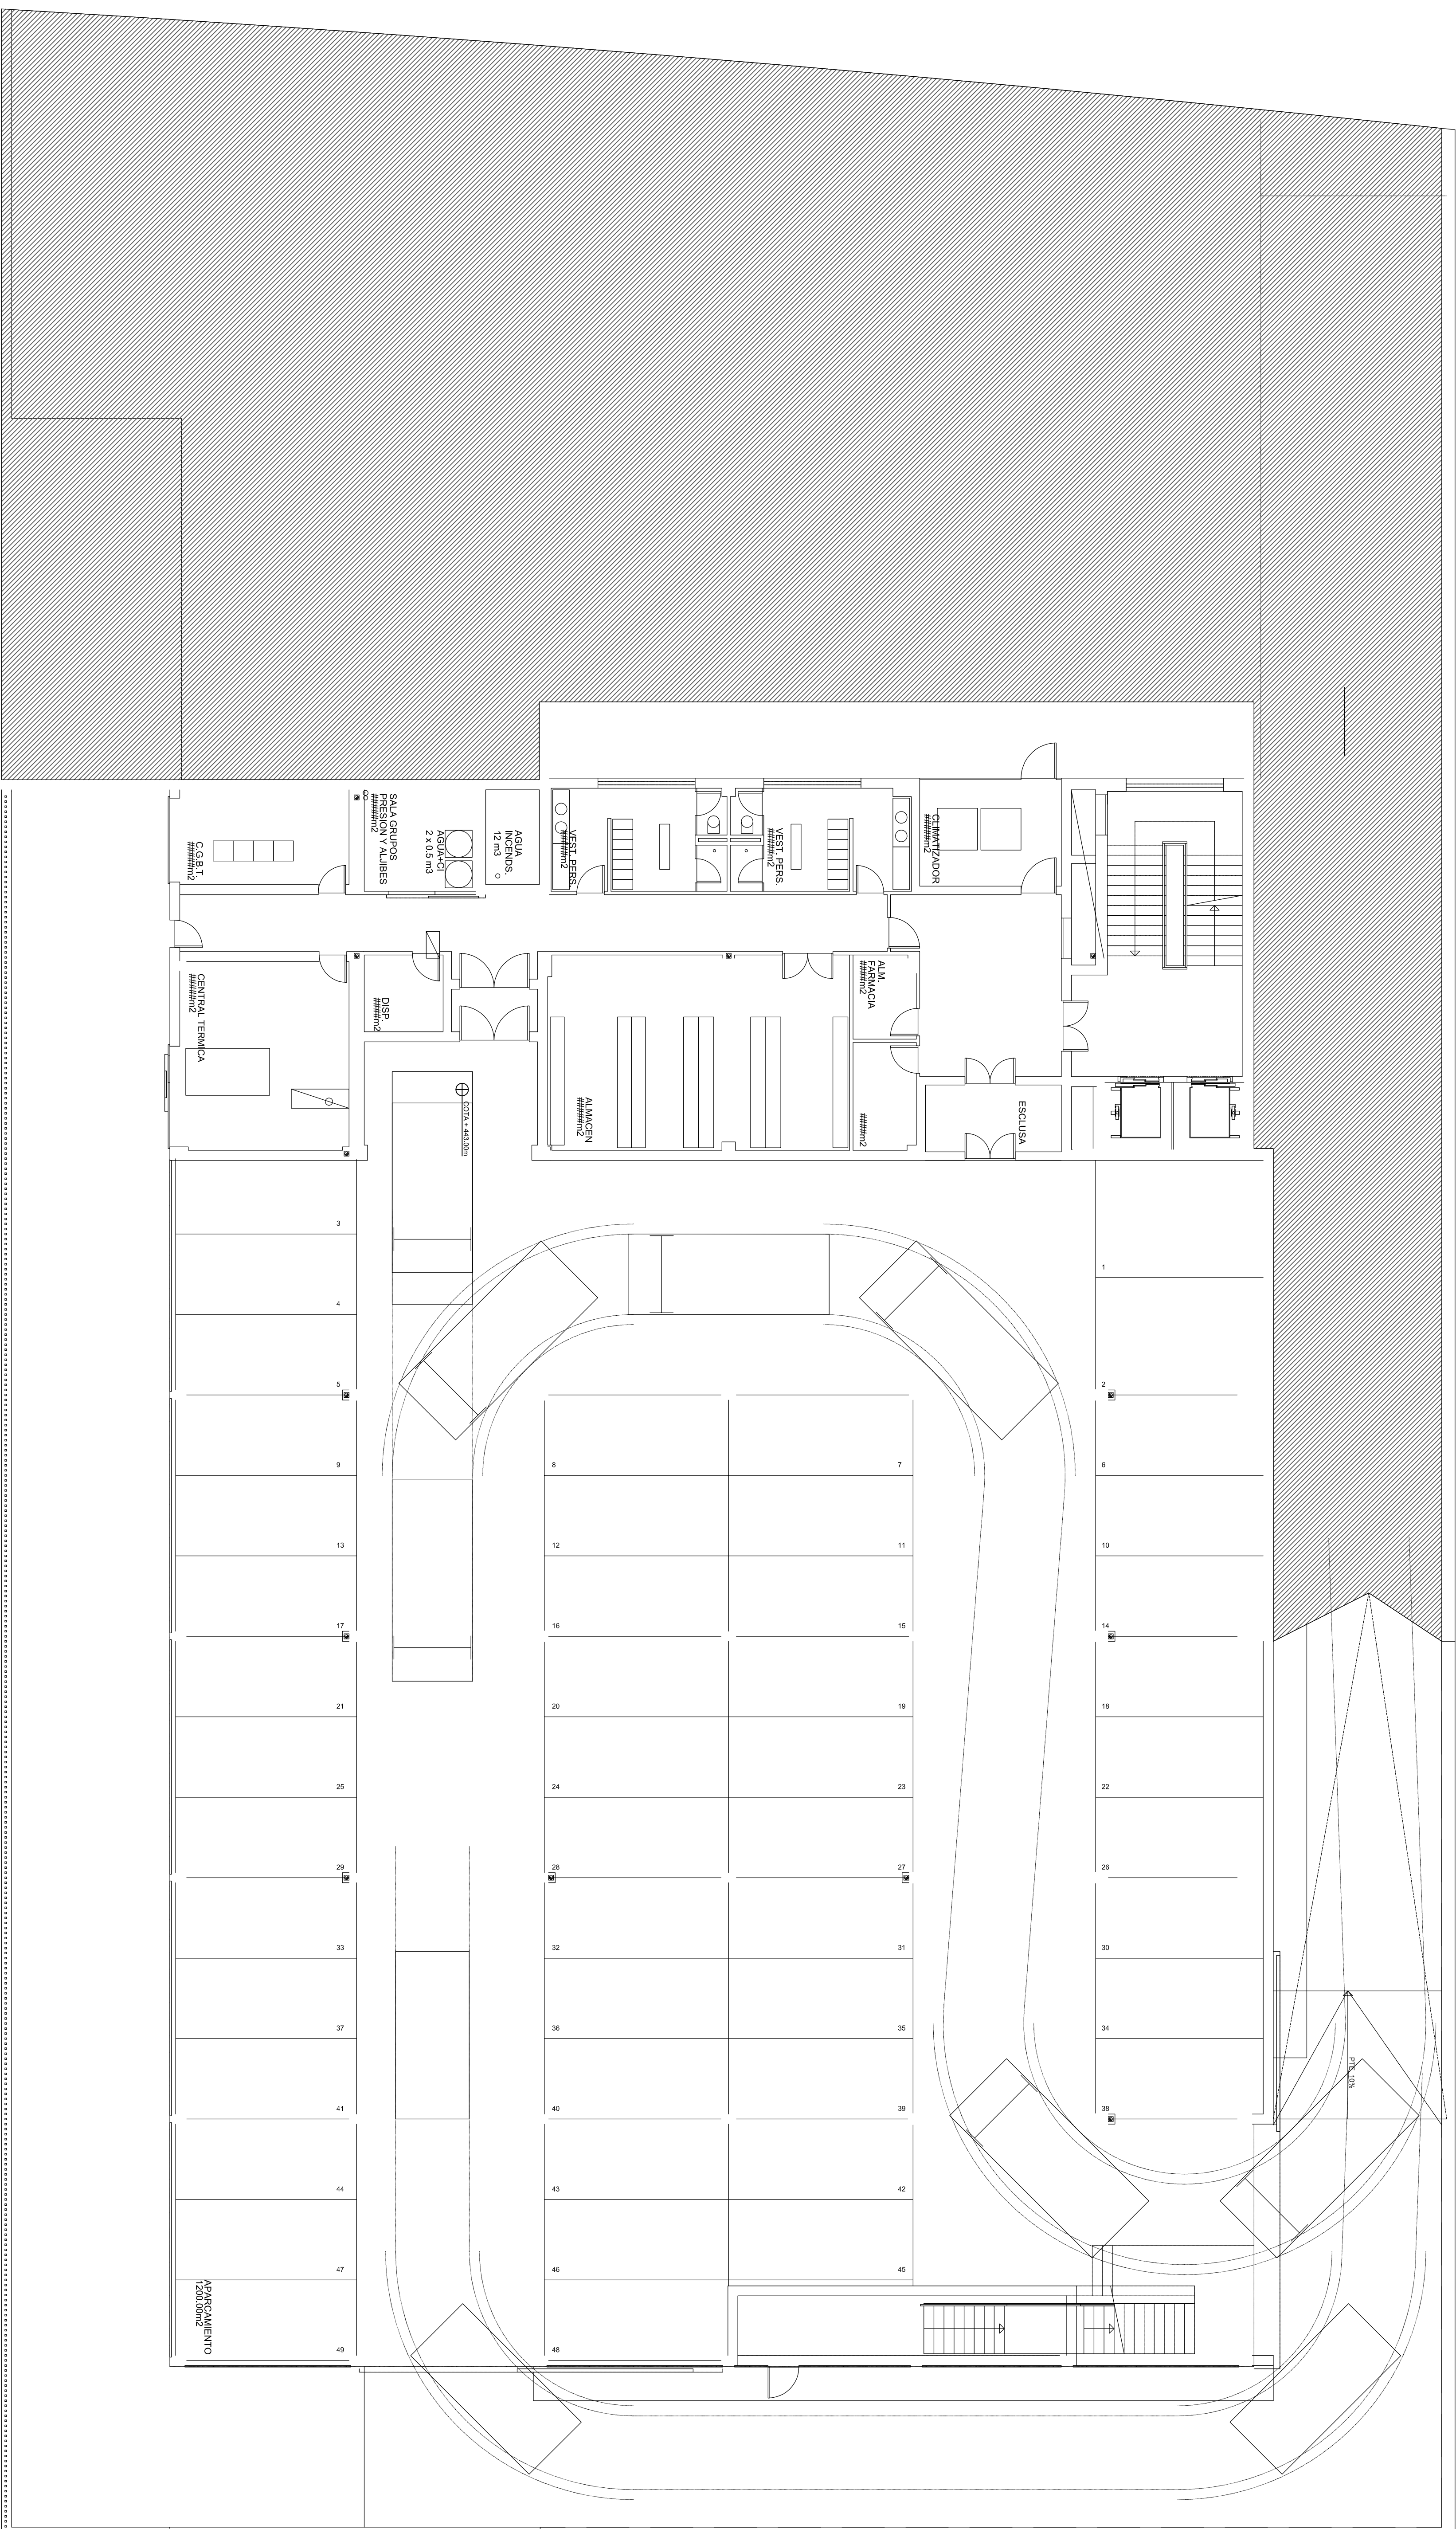 C.G.B.T.
#####m2
SALA GRUPOS
PRESION Y ALJIBES
#####m2
AGUA+CI
2 x 0.5 m3
AGUA
INCENDS.
12 m3
VEST. PERS.
#####m2
VEST. PERS.
#####m2
CLIMATIZADOR
#####m2
CENTRAL TERMICA
#####m2
DISP.
####m2
COTA + 443.00m
ALMACEN
#####m2
ALM.
FARMACIA
####m2
####m2
ESCLUSA
3
1
4
5
2
9
8
7
6
13
12
11
10
17
16
15
14
21
20
19
18
25
24
23
22
29
28
27
26
33
32
31
30
37
36
35
34
PTE. 10%
41
40
39
38
44
43
42
47
46
45
APARCAMIENTO
1200.00m2
49
48